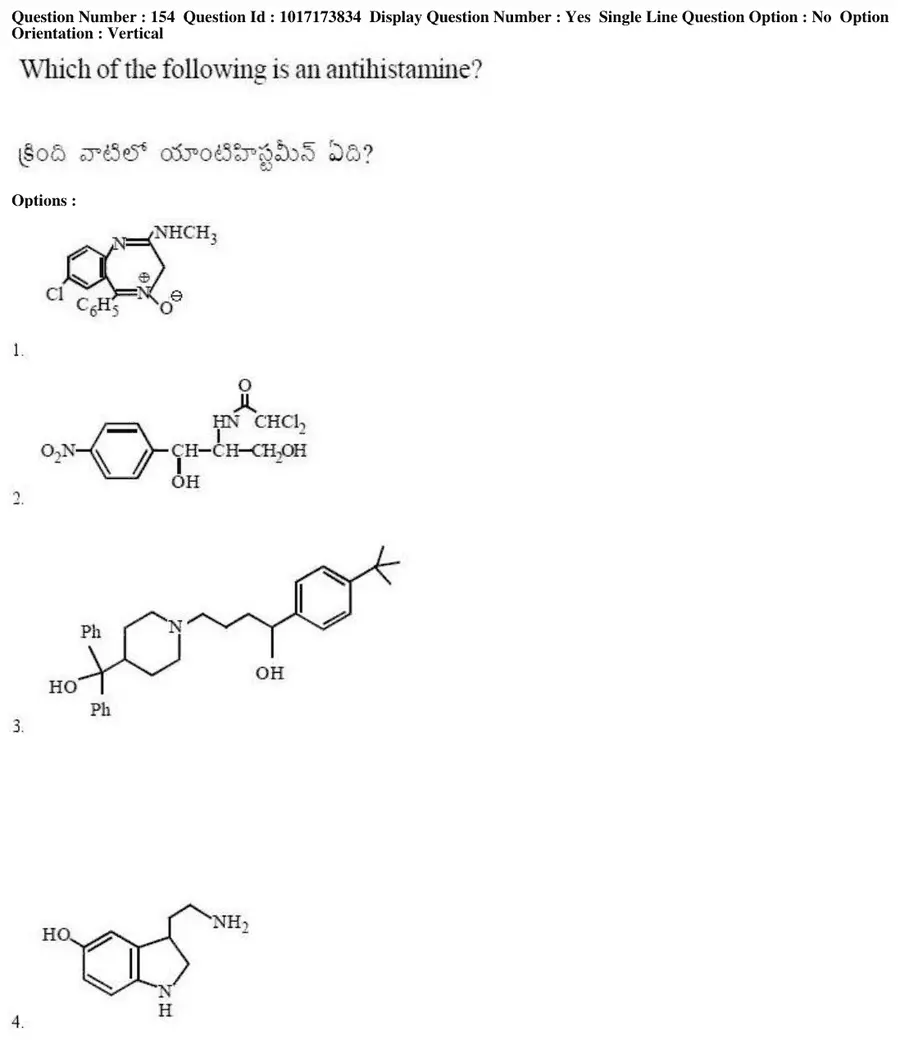 Question Number : 154 Question Id : 1017173834 Display Question Number : Yes Single Line Question Option : No Option
Orientation : Vertical
Which of the following is an antihistamine?
క్రింది వాటిలో యాంటిహిస్టమీన్ ఏది?
Options :
N NHCH3
⊕
Cl C6H5 N O ⊖
1.
O
HN CHCl2
O2N CH-CH-CH2OH
OH
2.
N
Ph
OH
HO
Ph
3.
NH2
HO
N
H
4.